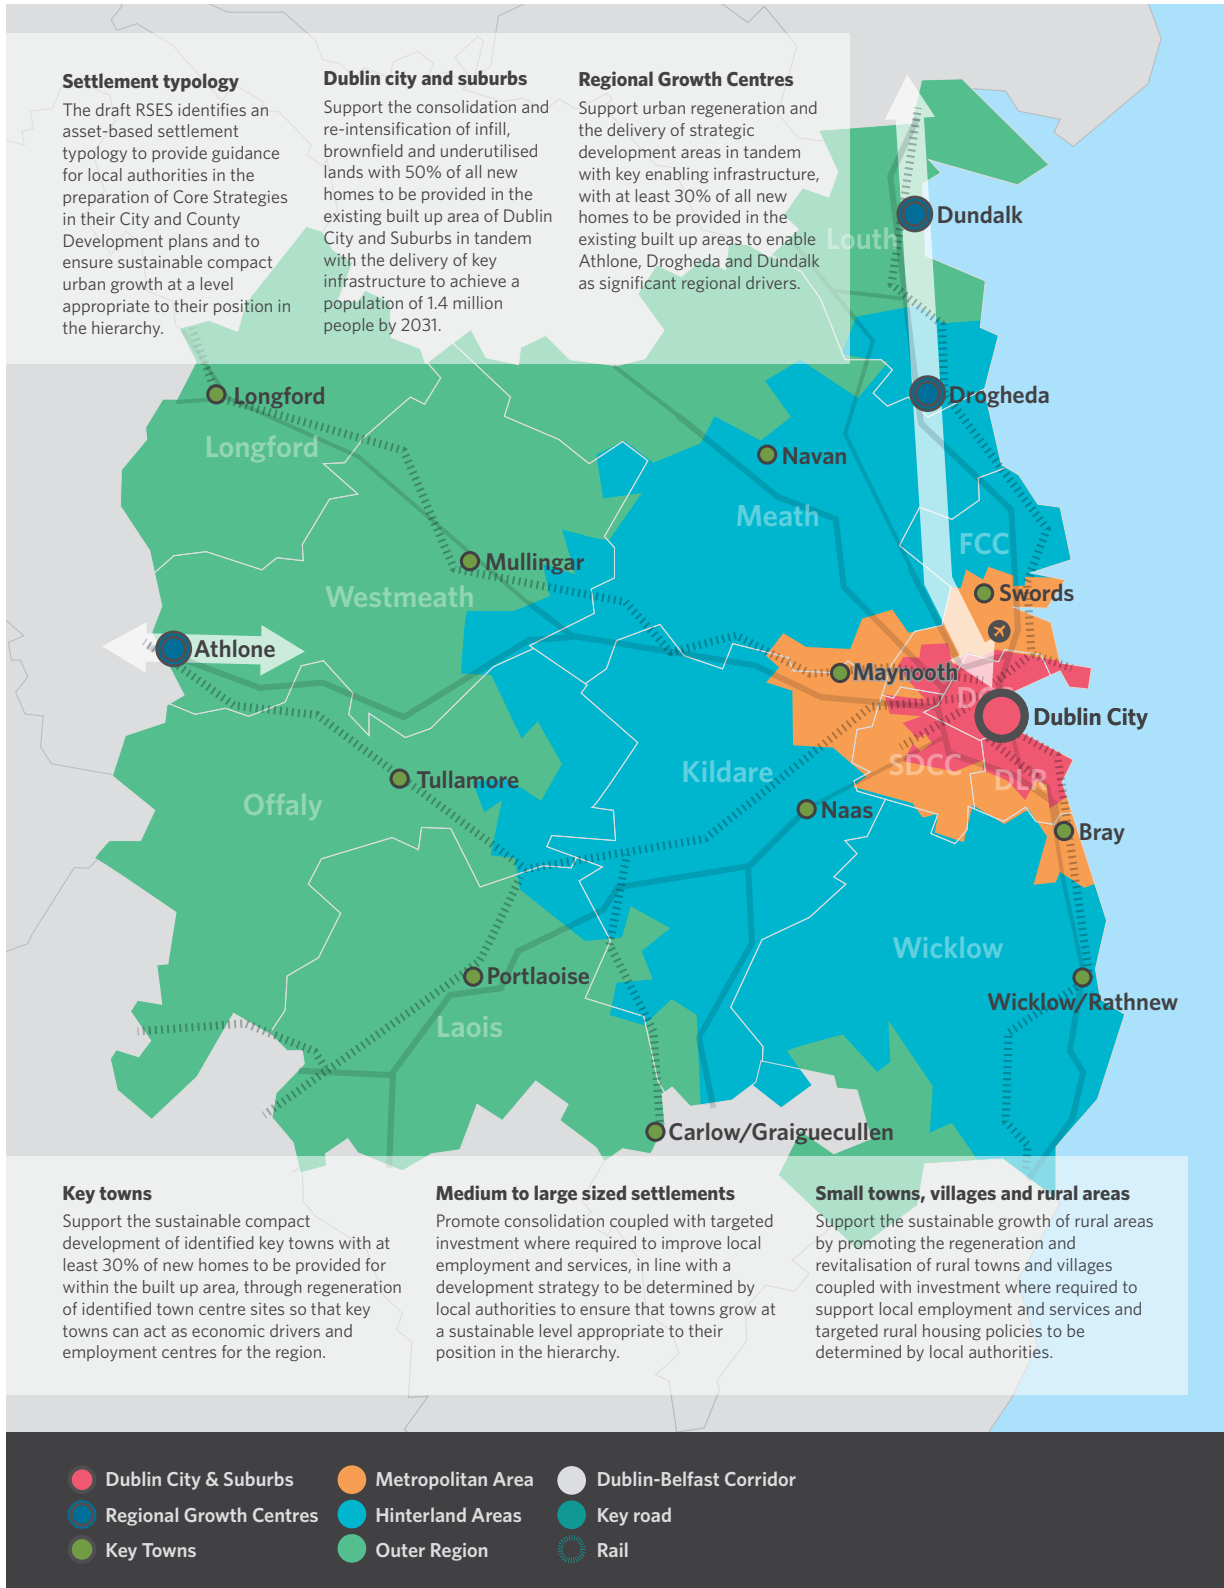 Settlement typology
The draft RSES identifies an
asset-based settlement
typology to provide guidance
for local authorities in the
preparation of Core Strategies
in their City and County
Development plans and to
ensure sustainable compact
urban growth at a level
appropriate to their position in
the hierarchy.
Dublin city and suburbs
Support the consolidation and
re-intensification of infill,
brownfield and underutilised
lands with 50% of all new
homes to be provided in the
existing built up area of Dublin
City and Suburbs in tandem
with the delivery of key
infrastructure to achieve a
population of 1.4 million
people by 2031.
Regional Growth Centres
Support urban regeneration and
the delivery of strategic
development areas in tandem
with key enabling infrastructure,
with at least 30% of all new
homes to be provided in the
existing built up areas to enable
Athlone, Drogheda and Dundalk
as significant regional drivers.
Dundalk
Louth
Longford
Drogheda
Longford
Navan
Meath
FCC
Mullingar
Swords
Westmeath
Athlone
Maynooth
Dublin City
SDCC
Kildare
DLR
Tullamore
Offaly
Naas
Bray
Wicklow
Portlaoise
Wicklow/Rathnew
Laois
Carlow/Graiguecullen
Key towns
Support the sustainable compact
development of identified key towns with at
least 30% of new homes to be provided for
within the built up area, through regeneration
of identified town centre sites so that key
towns can act as economic drivers and
employment centres for the region.
Medium to large sized settlements
Promote consolidation coupled with targeted
investment where required to improve local
employment and services, in line with a
development strategy to be determined by
local authorities to ensure that towns grow at
a sustainable level appropriate to their
position in the hierarchy.
Small towns, villages and rural areas
Support the sustainable growth of rural areas
by promoting the regeneration and
revitalisation of rural towns and villages
coupled with investment where required to
support local employment and services and
targeted rural housing policies to be
determined by local authorities.
Dublin City & Suburbs
Regional Growth Centres
Key Towns
Metropolitan Area
Hinterland Areas
Outer Region
Dublin-Belfast Corridor
Key road
Rail